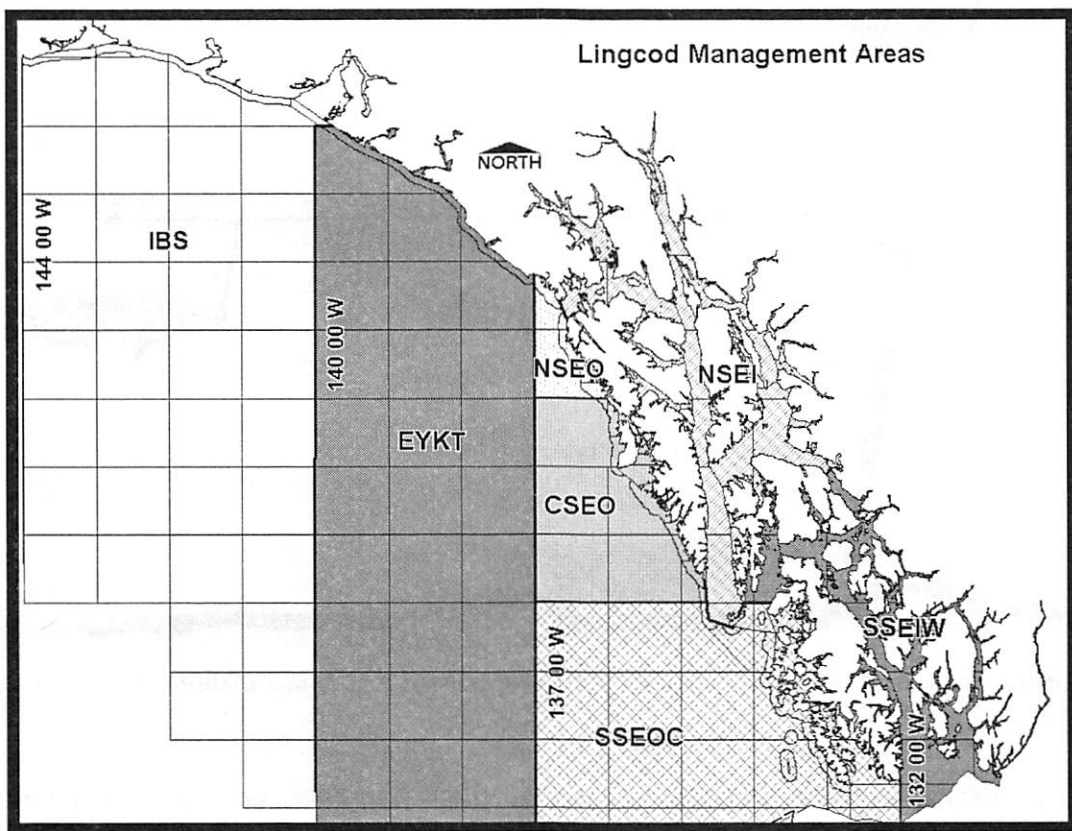 Lingcod Management Areas
NORTH
144 00 W
IBS
140 00 W
NSEO
NSEI
EYKT
CSEO
SSEIW
137 00 W
SSEOC
132 00 W